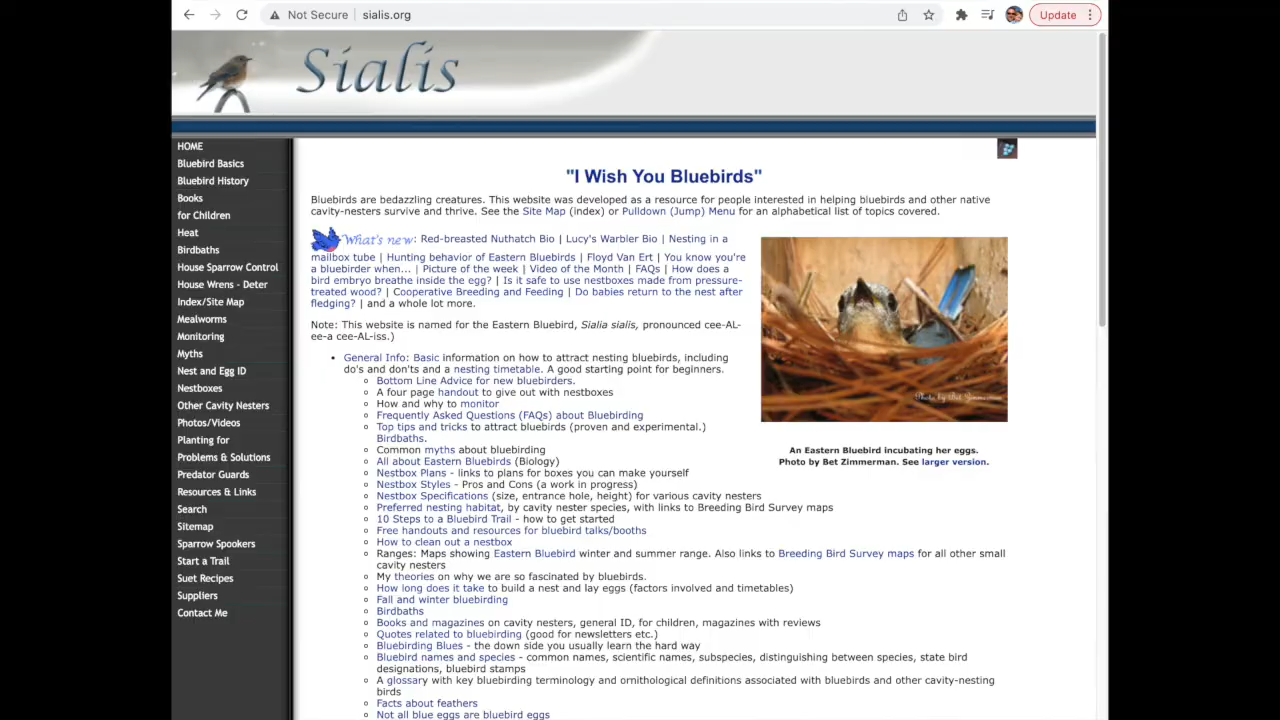 Not Secure | sialis.org
Update
Sialis
HOME
Bluebird Basics
Bluebird History
Books
for Children
Heat
Birdbaths
House Sparrow Control
House Wrens - Deter
Index/Site Map
Mealworms
Monitoring
Myths
Nest and Egg ID
Nestboxes
Other Cavity Nesters
Photos/Videos
Planting for
Problems & Solutions
Predator Guards
Resources & Links
Search
Sitemap
Sparrow Spookers
Start a Trail
Suet Recipes
Suppliers
Contact Me
"I Wish You Bluebirds"
Bluebirds are bedazzling creatures. This website was developed as a resource for people interested in helping bluebirds and other native
cavity-nesters survive and thrive. See the Site Map (index) or Pulldown (Jump) Menu for an alphabetical list of topics covered.
What's new: Red-breasted Nuthatch Bio | Lucy's Warbler Bio | Nesting in a
mailbox tube | Hunting behavior of Eastern Bluebirds | Floyd Van Ert | You know you're
a bluebirder when... | Picture of the week | Video of the Month | FAQs | How does a
bird embryo breathe inside the egg? | Is it safe to use nestboxes made from pressure-
treated wood? | Cooperative Breeding and Feeding | Do babies return to the nest after
fledging? | and a whole lot more.
Note: This website is named for the Eastern Bluebird, Sialia sialis, pronounced cee-AL-
ee-a cee-AL-iss.)
• General Info: Basic information on how to attract nesting bluebirds, including
do's and don'ts and a nesting timetable. A good starting point for beginners.
Bottom Line Advice for new bluebirders.
A four page handout to give out with nestboxes
How and why to monitor
Frequently Asked Questions (FAQs) about Bluebirding
Top tips and tricks to attract bluebirds (proven and experimental.)
Birdbaths.
Common myths about bluebirding
All about Eastern Bluebirds (Biology)
Nestbox Plans - links to plans for boxes you can make yourself
Nestbox Styles - Pros and Cons (a work in progress)
Nestbox Specifications (size, entrance hole, height) for various cavity nesters
Preferred nesting habitat, by cavity nester species, with links to Breeding Bird Survey maps
10 Steps to a Bluebird Trail - how to get started
Free handouts and resources for bluebird talks/booths
How to clean out a nestbox
Ranges: Maps showing Eastern Bluebird winter and summer range. Also links to Breeding Bird Survey maps for all other small
cavity nesters
My theories on why we are so fascinated by bluebirds.
How long does it take to build a nest and lay eggs (factors involved and timetables)
Fall and winter bluebirding
Birdbaths
Books and magazines on cavity nesters, general ID, for children, magazines with reviews
Quotes related to bluebirding (good for newsletters etc.)
Bluebirding Blues - the down side you usually learn the hard way
Bluebird names and species - common names, scientific names, subspecies, distinguishing between species, state bird
designations, bluebird stamps
A glossary with key bluebirding terminology and ornithological definitions associated with bluebirds and other cavity-nesting
birds
Facts about feathers
Not all blue eggs are bluebird eggs
Photo by Bet Zimmerman
An Eastern Bluebird incubating her eggs.
Photo by Bet Zimmerman. See larger version.